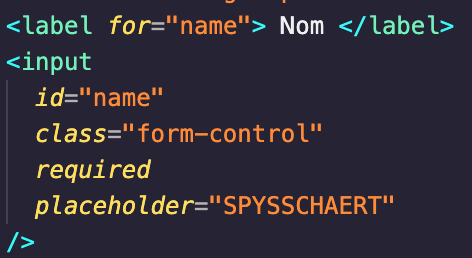 <label for="name"> Nom </label>
<input
id="name"
class="form-control"
required
placeholder="SPYSSCHAERT"
/>